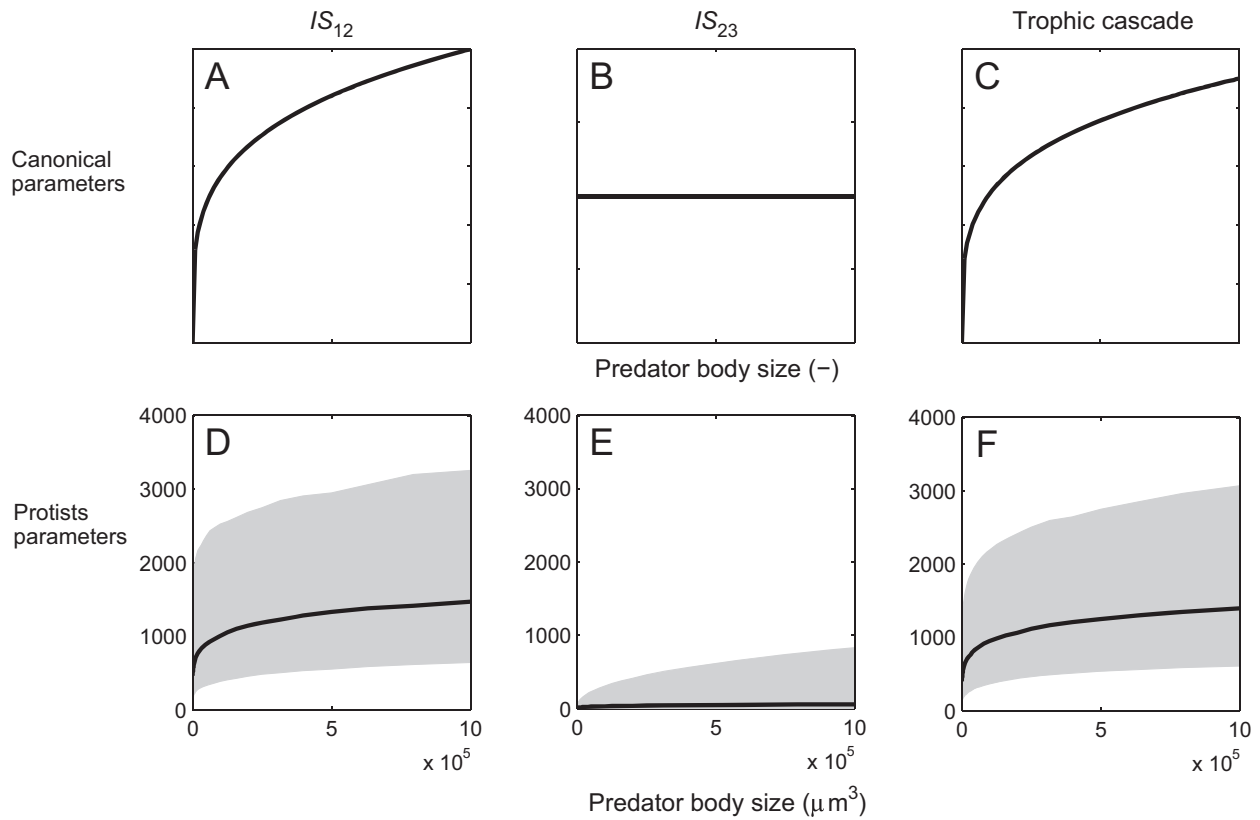 IS12
IS23
Trophic cascade
A
B
C
Canonical
parameters
Predator body size (−)
4000
4000
4000
D
E
F
3000
3000
3000
Protists
parameters
2000
2000
2000
1000
1000
1000
0
0
0
0
5
10
0
5
10
0
5
10
x 10^5
x 10^5
x 10^5
Predator body size (μm^3)